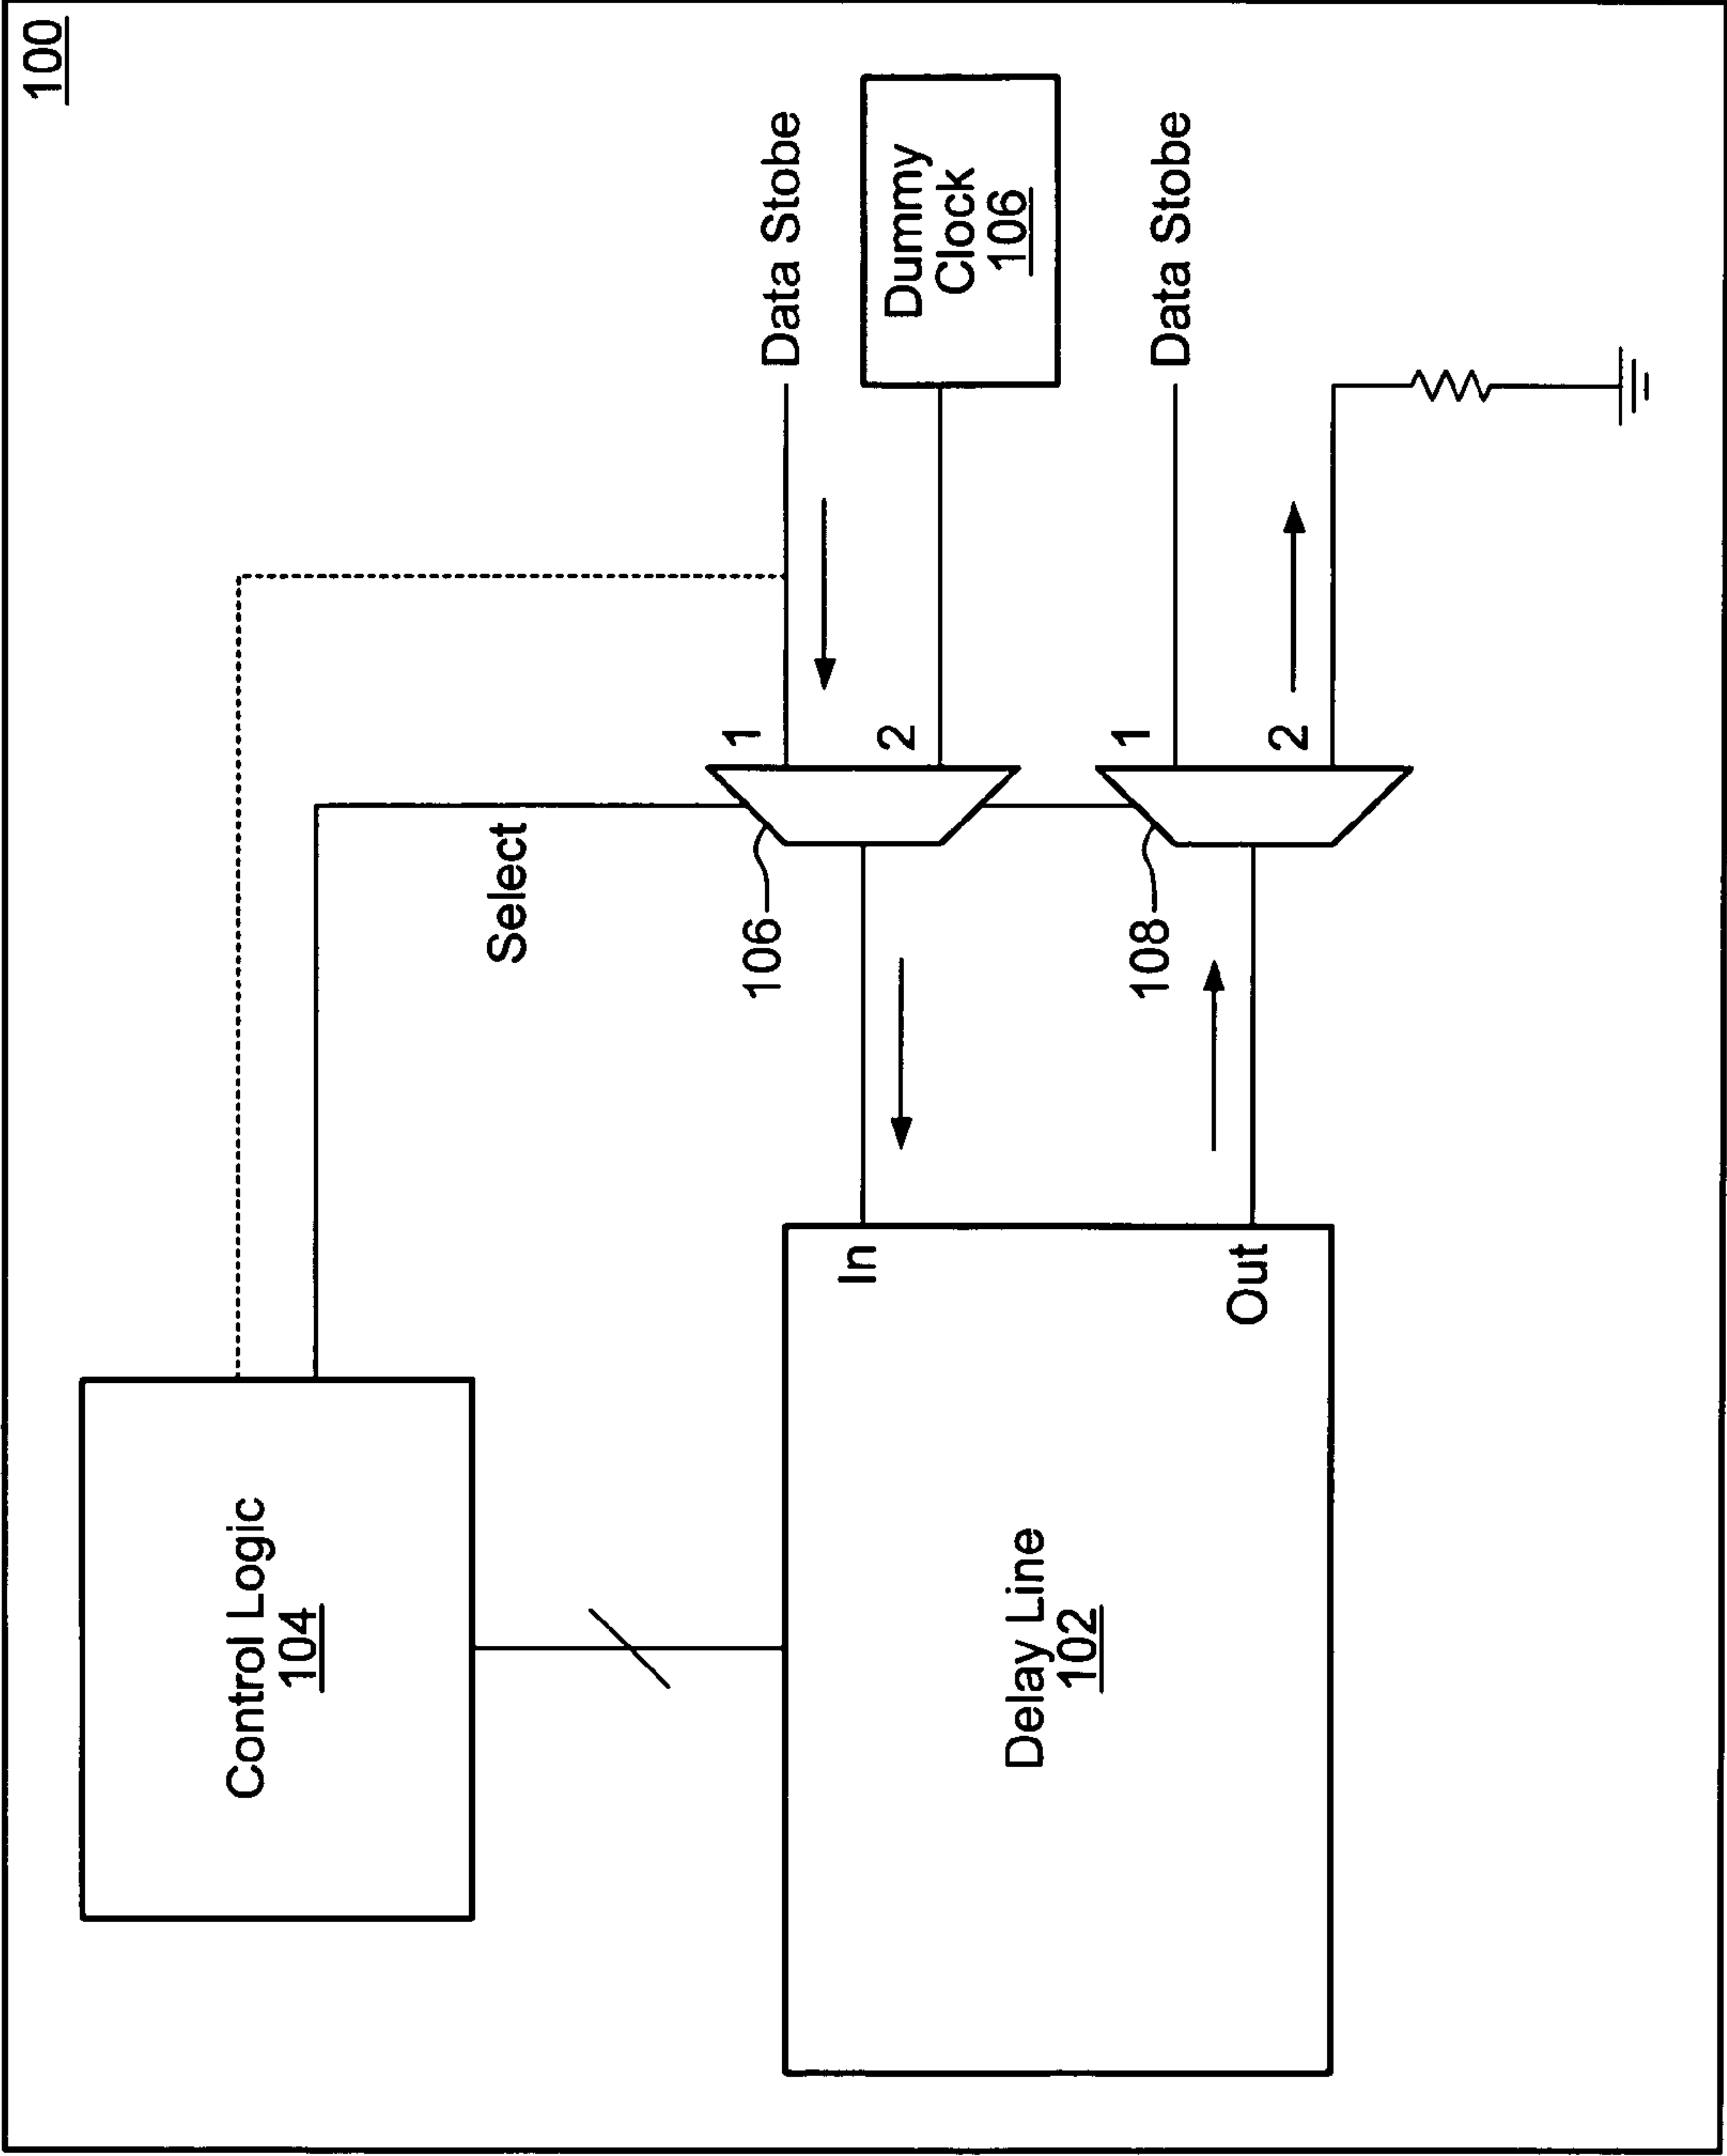 100
Control Logic
104
Select
Data Stobe
1
106
Dummy
Clock
106
2
In
Delay Line
102
1
Data Stobe
108
2
Out